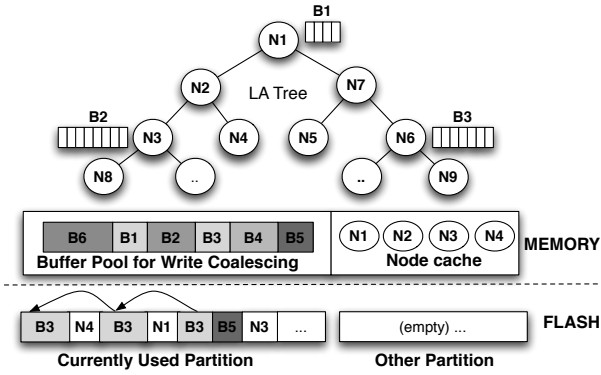 B1
N1
N2
LA Tree
N7
B2
B3
N3
N4
N5
N6
N8
..
..
N9
B6 B1 B2 B3 B4 B5
N1 N2 N3 N4
Buffer Pool for Write Coalescing
Node cache
MEMORY
FLASH
B3 N4 B3 N1 B3 B5 N3 ...
(empty) ...
Currently Used Partition
Other Partition